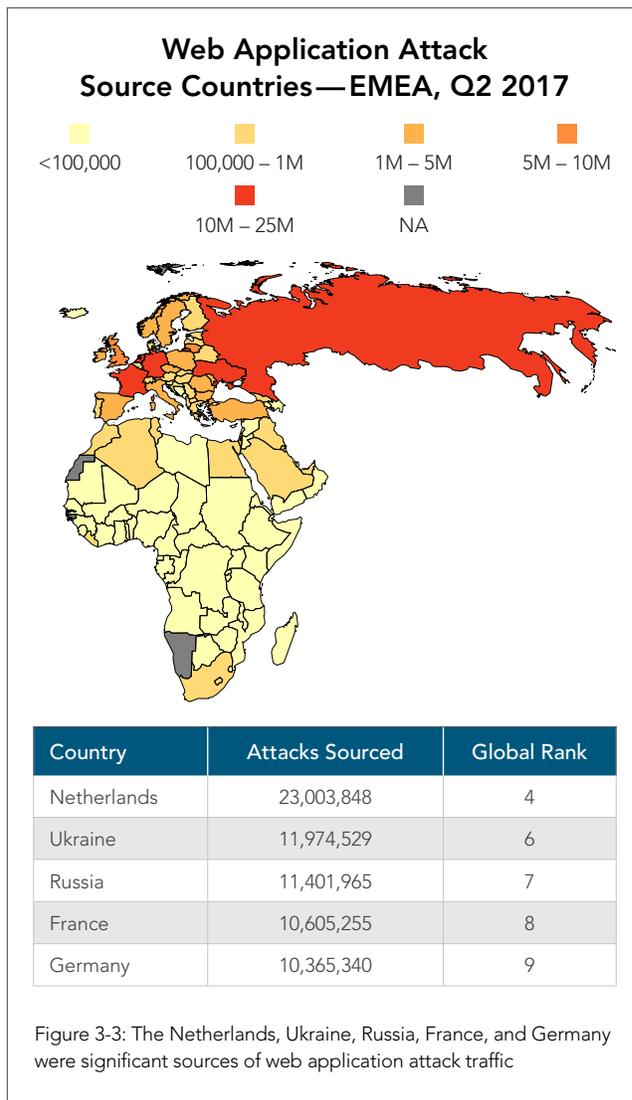 Web Application Attack
Source Countries—EMEA, Q2 2017
<100,000 100,000 – 1M 1M – 5M 5M – 10M
10M – 25M NA
Country Attacks Sourced Global Rank
Netherlands 23,003,848 4
Ukraine 11,974,529 6
Russia 11,401,965 7
France 10,605,255 8
Germany 10,365,340 9
Figure 3-3: The Netherlands, Ukraine, Russia, France, and Germany
were significant sources of web application attack traffic